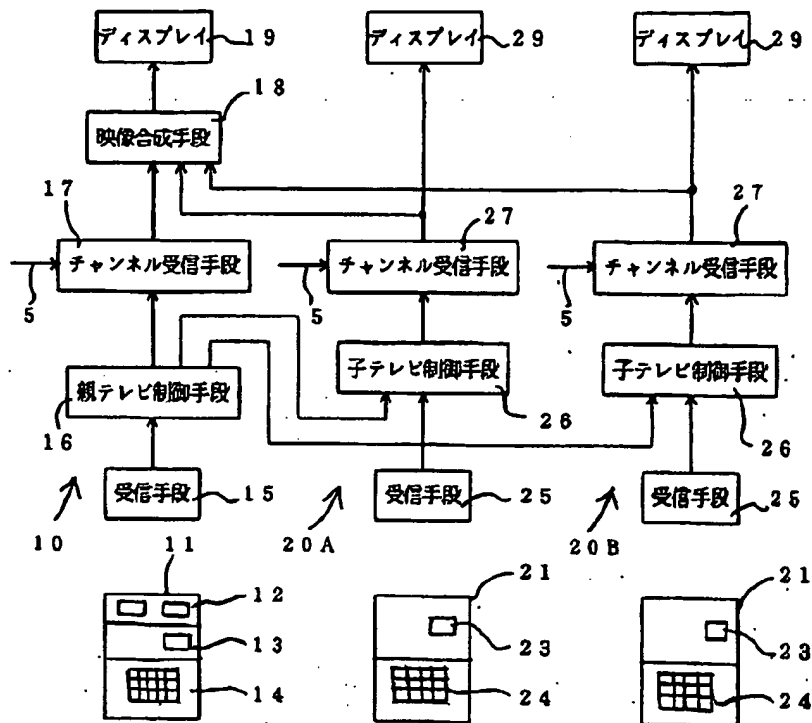 ディスプレイ
19
ディスプレイ
29
ディスプレイ
29
18
映像合成手段
17
27
27
チャンネル受信手段
チャンネル受信手段
チャンネル受信手段
5
5
5
親テレビ制御手段
子テレビ制御手段
子テレビ制御手段
16
26
26
受信手段
15
受信手段
25
受信手段
25
10
20A
20B
11
12
13
14
21
23
24
21
23
24